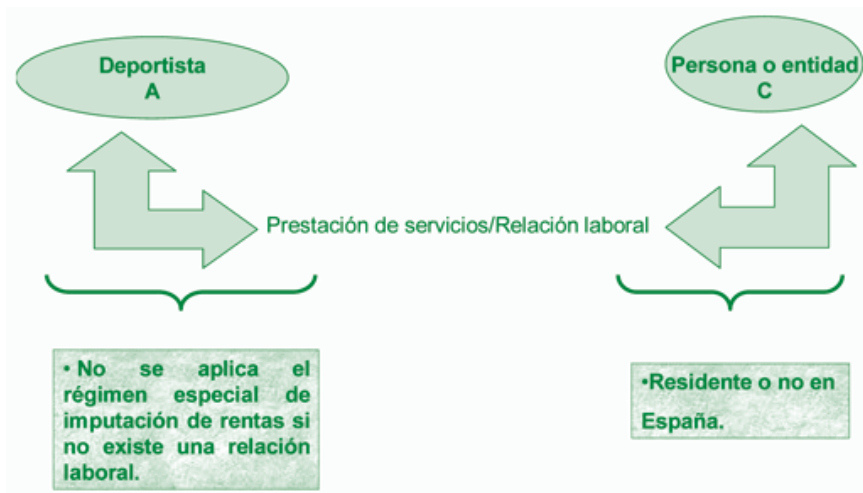 Deportista
A
Persona o entidad
C
Prestación de servicios/Relación laboral
• No se aplica el
régimen especial de
imputación de rentas si
no existe una relación
laboral.
•Residente o no en
España.